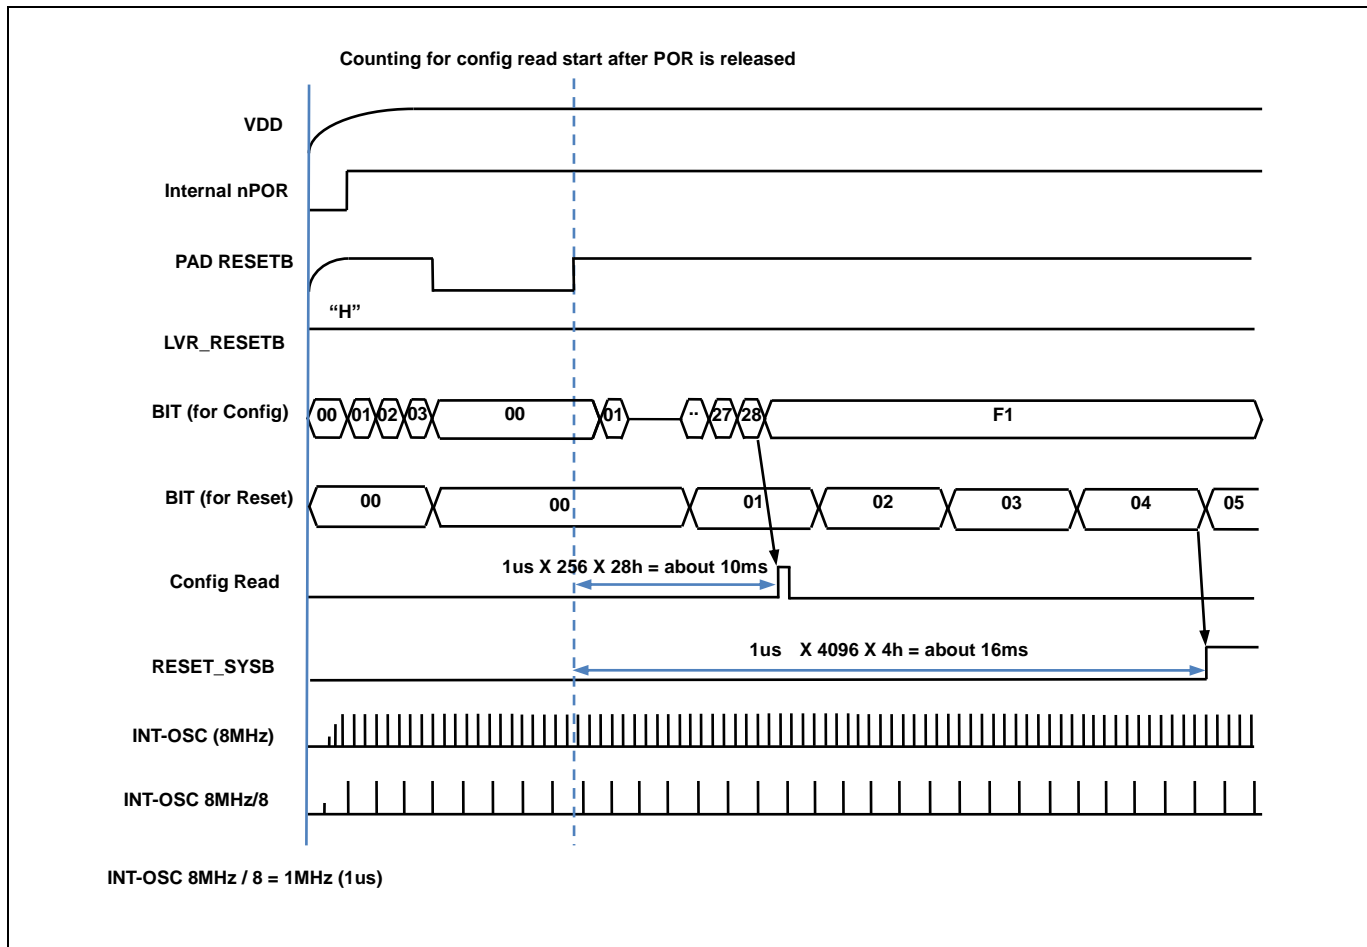 Counting for config read start after POR is released
VDD
Internal nPOR
PAD RESETB
“H”
LVR_RESETB
BIT (for Config) 00 01 02 03 00 01 ·· 27 28 F1
BIT (for Reset) 00 00 01 02 03 04 05
1us X 256 X 28h = about 10ms
Config Read
1us X 4096 X 4h = about 16ms
RESET_SYSB
INT-OSC (8MHz)
INT-OSC 8MHz/8
INT-OSC 8MHz / 8 = 1MHz (1us)